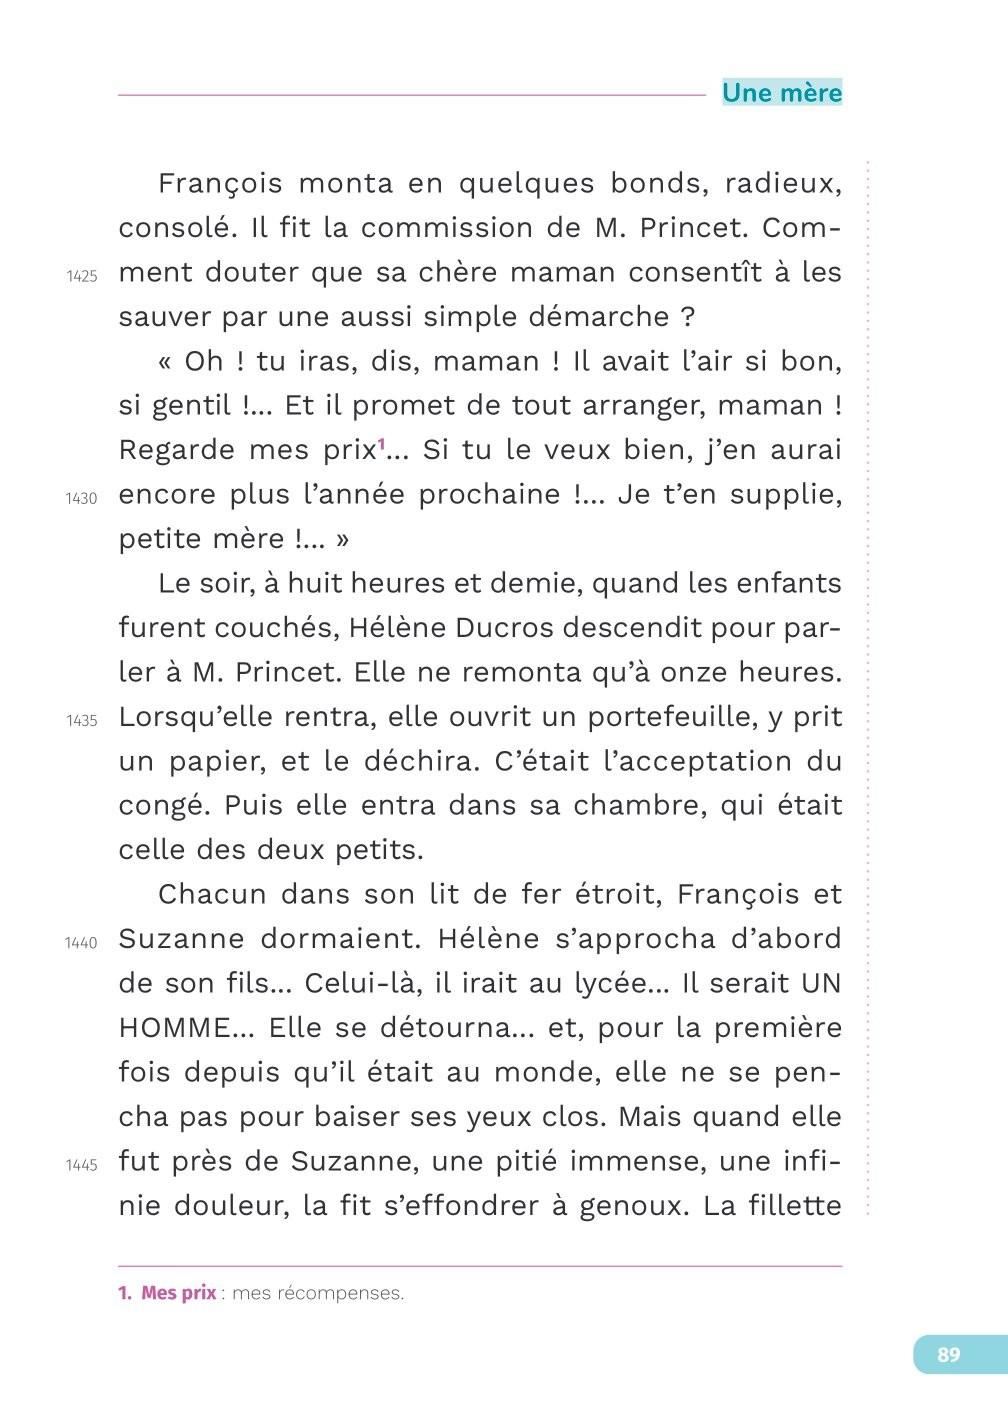 Une mère
François monta en quelques bonds, radieux,
consolé. Il fit la commission de M. Princet. Com-
1425 ment douter que sa chère maman consentît à les
sauver par une aussi simple démarche ?
« Oh ! tu iras, dis, maman ! Il avait l’air si bon,
si gentil !... Et il promet de tout arranger, maman !
Regarde mes prix¹... Si tu le veux bien, j’en aurai
1430 encore plus l’année prochaine !... Je t’en supplie,
petite mère !... »
Le soir, à huit heures et demie, quand les enfants
furent couchés, Hélène Ducros descendit pour par-
ler à M. Princet. Elle ne remonta qu’à onze heures.
1435 Lorsqu’elle rentra, elle ouvrit un portefeuille, y prit
un papier, et le déchira. C’était l’acceptation du
congé. Puis elle entra dans sa chambre, qui était
celle des deux petits.
Chacun dans son lit de fer étroit, François et
1440 Suzanne dormaient. Hélène s’approcha d’abord
de son fils... Celui-là, il irait au lycée... Il serait UN
HOMME... Elle se détourna... et, pour la première
fois depuis qu’il était au monde, elle ne se pen-
cha pas pour baiser ses yeux clos. Mais quand elle
1445 fut près de Suzanne, une pitié immense, une infi-
nie douleur, la fit s’effondrer à genoux. La fillette
1. Mes prix : mes récompenses.
89